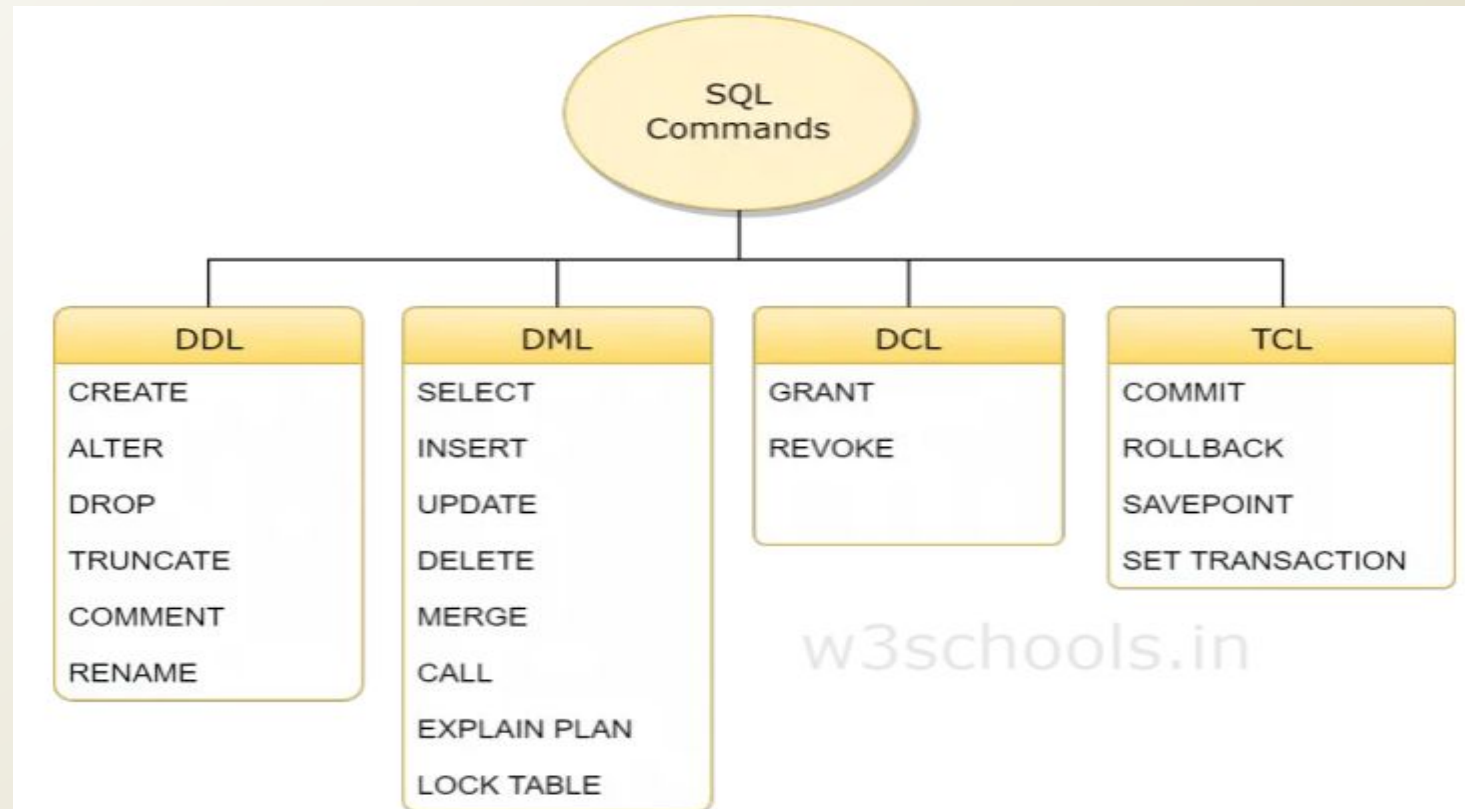 SQL
Commands
DDL
CREATE
ALTER
DROP
TRUNCATE
COMMENT
RENAME
DML
SELECT
INSERT
UPDATE
DELETE
MERGE
CALL
EXPLAIN PLAN
LOCK TABLE
DCL
GRANT
REVOKE
TCL
COMMIT
ROLLBACK
SAVEPOINT
SET TRANSACTION
w3schools.in